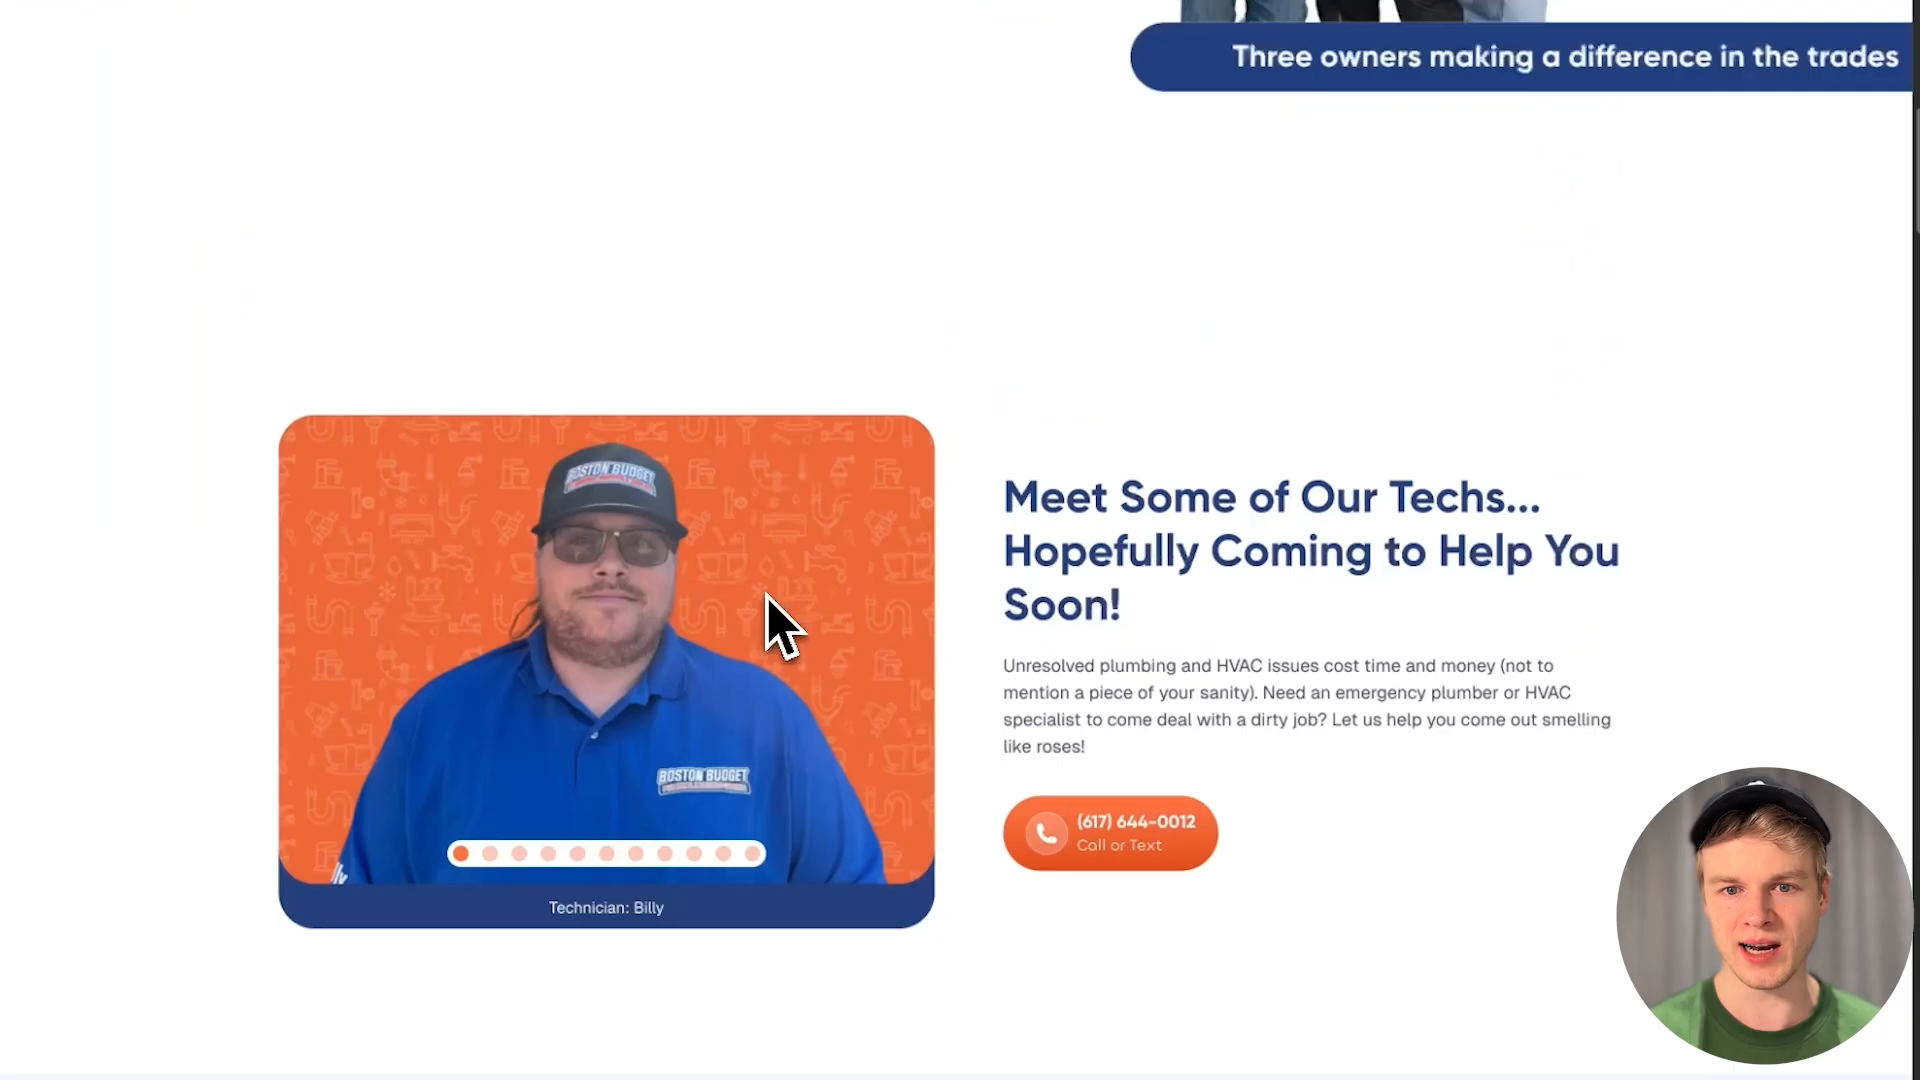 Three owners making a difference in the trades
BOSTON BUDGET
Meet Some of Our Techs...
Hopefully Coming to Help You
Soon!
Unresolved plumbing and HVAC issues cost time and money (not to
mention a piece of your sanity). Need an emergency plumber or HVAC
specialist to come deal with a dirty job? Let us help you come out smelling
like roses!
BOSTON BUDGET
(617) 644-0012
Call or Text
Technician: Billy